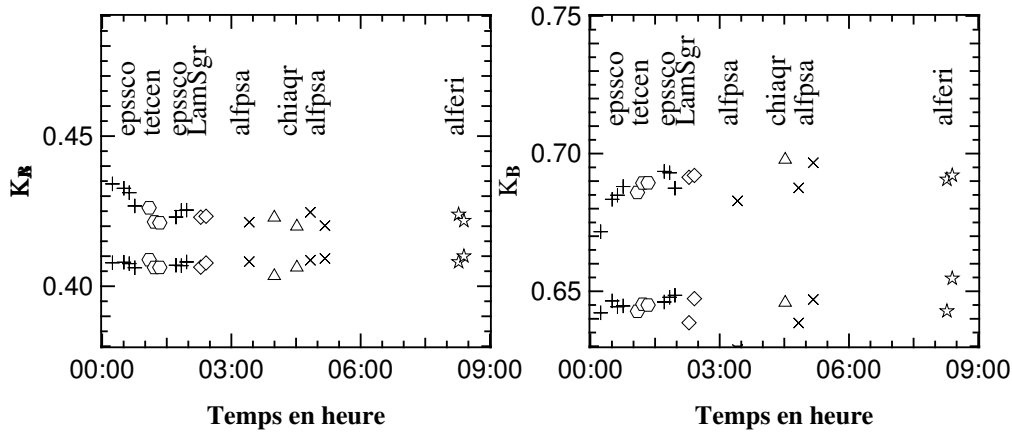 0.45
0.40
epssco
tetcen
epssco
LamSgr
alfpsa
chiaqr
alfpsa
alferi
00:00 03:00 06:00 09:00
Temps en heure
K_B
0.75
0.70
0.65
epssco
tetcen
epssco
LamSgr
alfpsa
chiaqr
alfpsa
alferi
00:00 03:00 06:00 09:00
Temps en heure